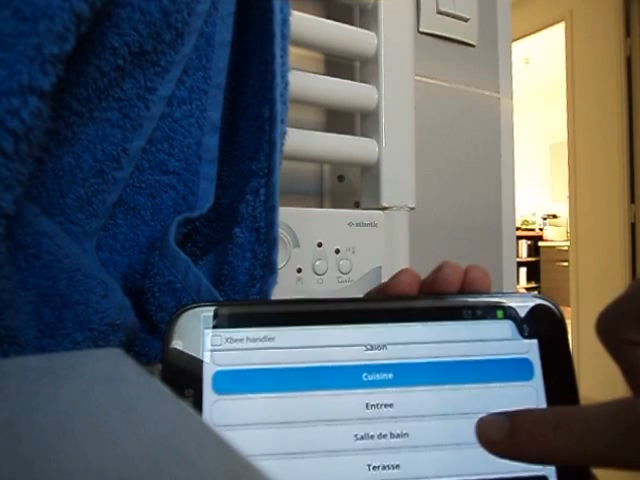 atlantic
Xbee handler
Salon
Cuisine
Entree
Salle de bain
Terasse